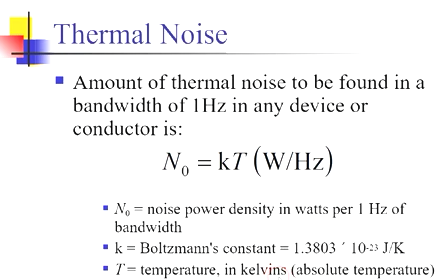 Thermal Noise
▪ Amount of thermal noise to be found in a
bandwidth of 1Hz in any device or
conductor is:
N₀ = kT (W/Hz)
▪ N₀ = noise power density in watts per 1 Hz of
bandwidth
▪ k = Boltzmann's constant = 1.3803 ´ 10-23 J/K
▪ T = temperature, in kelvins (absolute temperature)